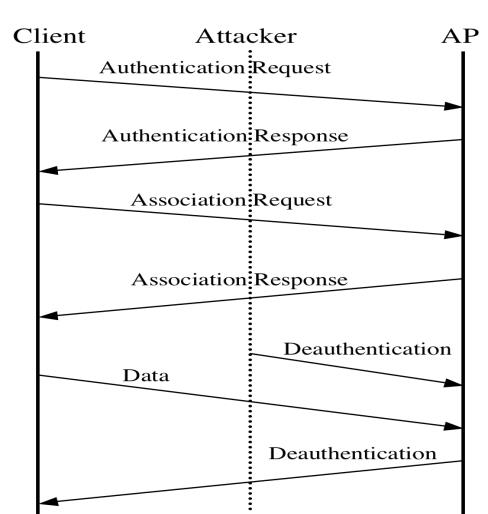 Client Attacker AP
Authentication Request
Authentication Response
Association Request
Association Response
Deauthentication
Data
Deauthentication